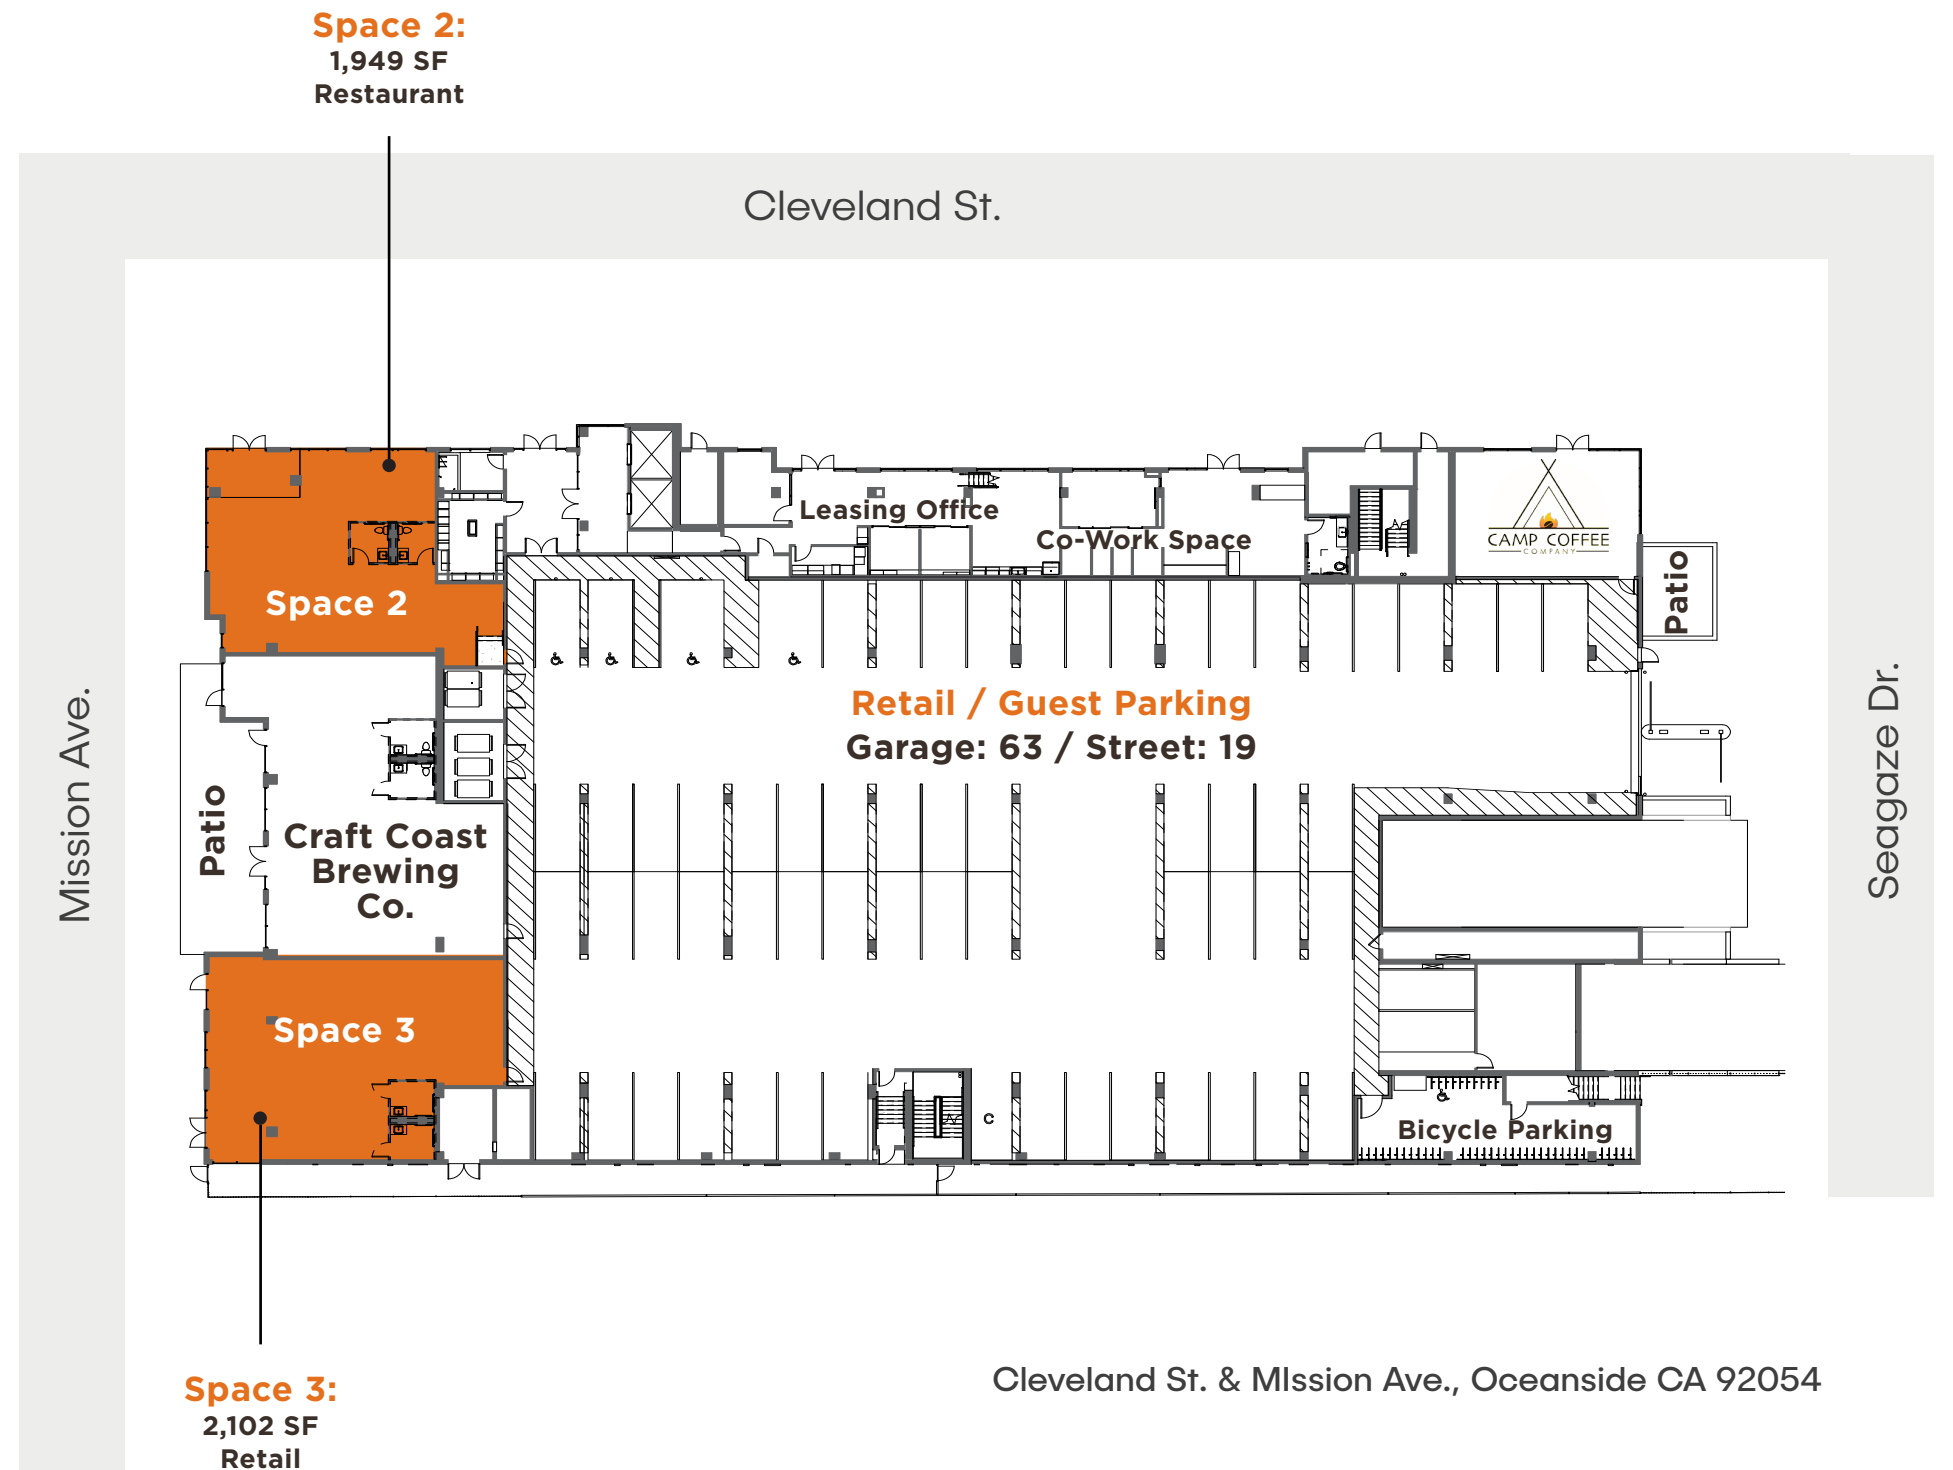 Space 2:
1,949 SF
Restaurant
Cleveland St.
Mission Ave.
Seagaze Dr.
Leasing Office
Co-Work Space
CAMP COFFEE
COMPANY
Patio
Space 2
Retail / Guest Parking
Garage: 63 / Street: 19
Patio
Craft Coast
Brewing
Co.
Space 3
C
Bicycle Parking
Cleveland St. & MIssion Ave., Oceanside CA 92054
Space 3:
2,102 SF
Retail